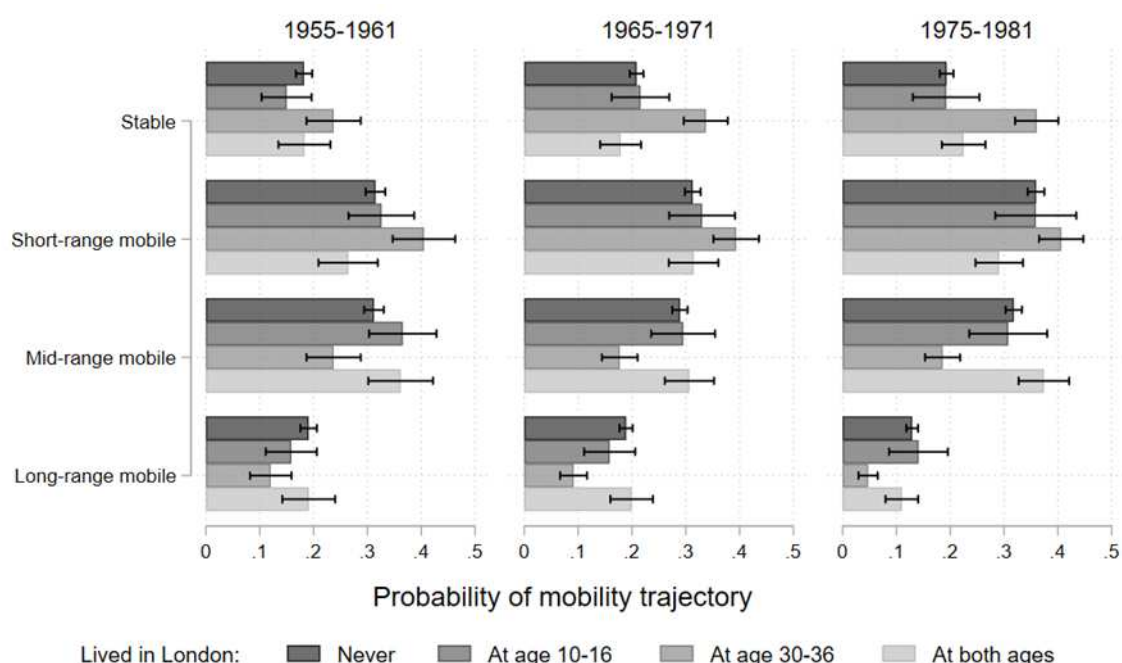 1955-1961 1965-1971 1975-1981
Stable
Short-range mobile
Mid-range mobile
Long-range mobile
0 .1 .2 .3 .4 .5 0 .1 .2 .3 .4 .5 0 .1 .2 .3 .4 .5
Probability of mobility trajectory
Lived in London: Never At age 10-16 At age 30-36 At both ages